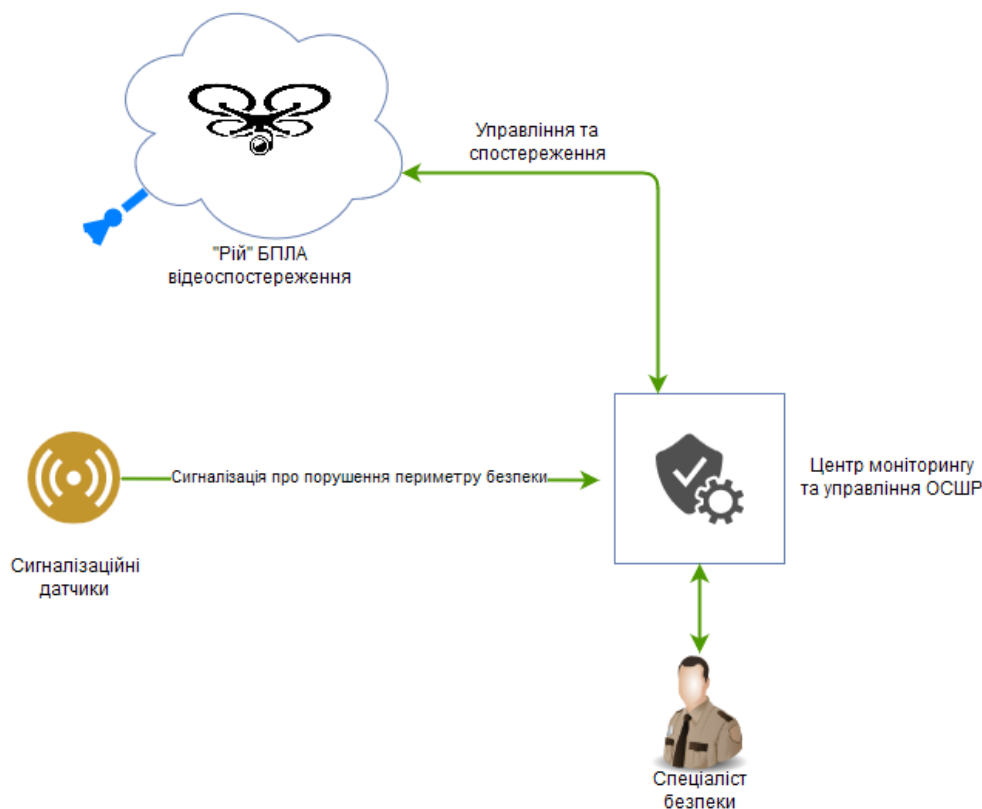 Управління та
спостереження
"Рій" БПЛА
відеоспостереження
Сигналізація про порушення периметру безпеки
Центр моніторингу
та управління ОСШР
Сигналізаційні
датчики
Спеціаліст
безпеки